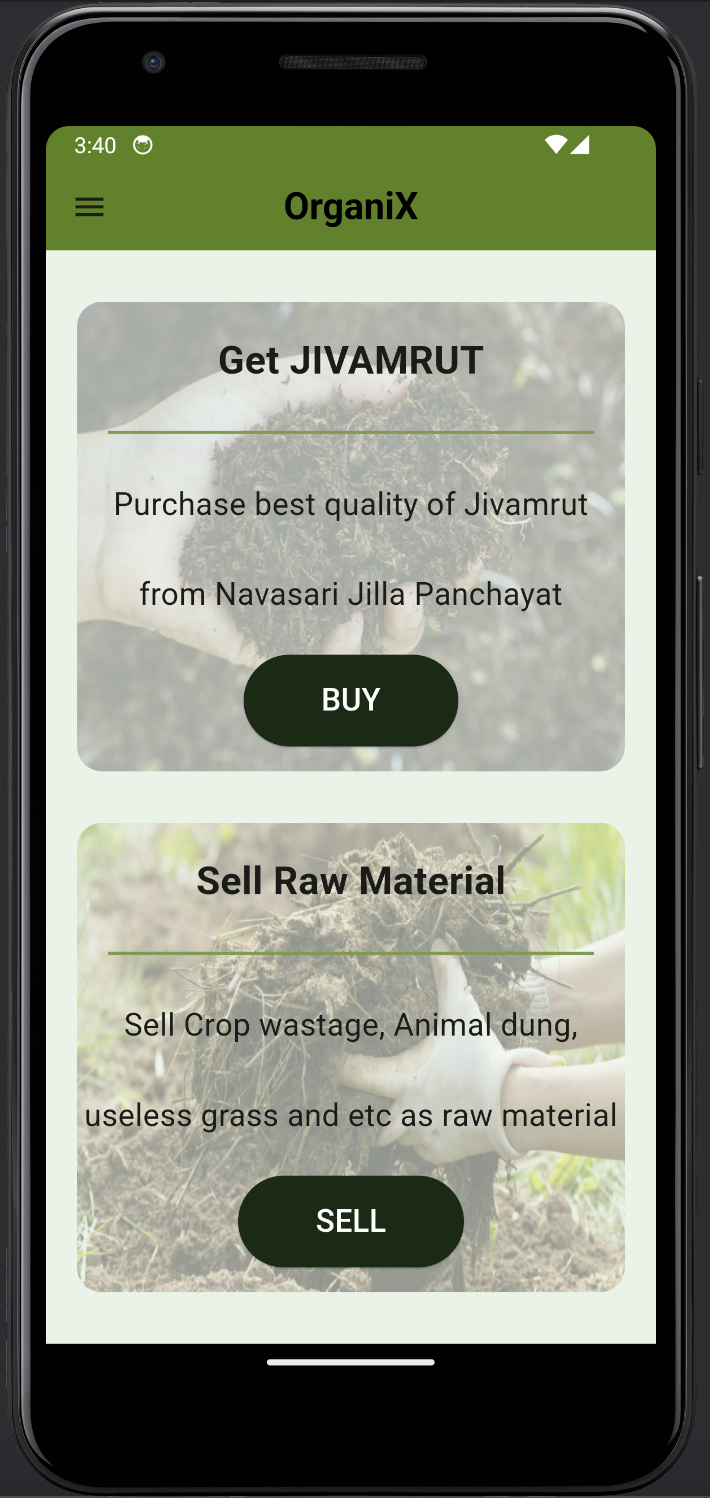 3:40
OrganiX
Get JIVAMRUT
Purchase best quality of Jivamrut
from Navasari Jilla Panchayat
BUY
Sell Raw Material
Sell Crop wastage, Animal dung,
useless grass and etc as raw material
SELL